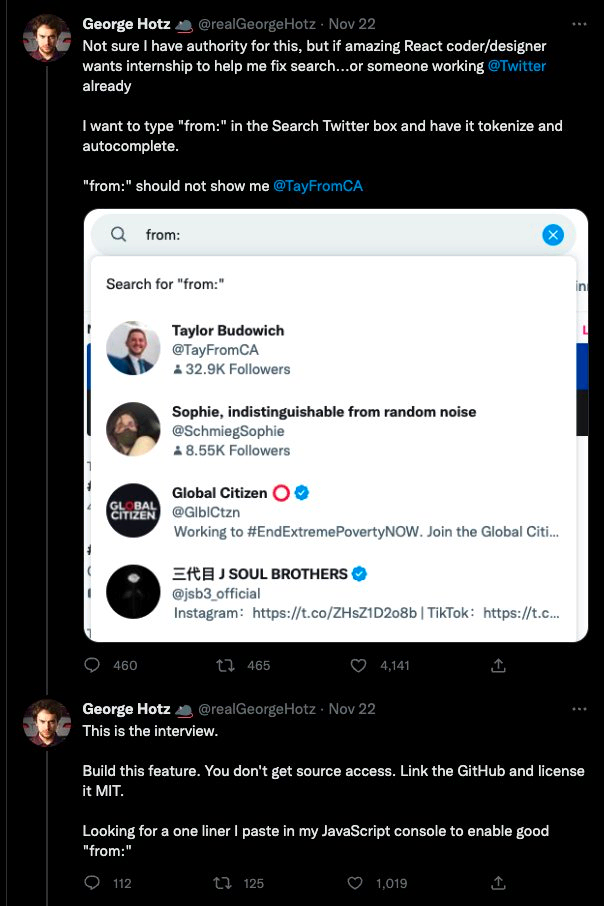 George Hotz 🐀 @realGeorgeHotz · Nov 22
Not sure I have authority for this, but if amazing React coder/designer
wants internship to help me fix search...or someone working @Twitter
already
I want to type "from:" in the Search Twitter box and have it tokenize and
autocomplete.
"from:" should not show me @TayFromCA
from:
Search for "from:"
Taylor Budowich
@TayFromCA
32.9K Followers
Sophie, indistinguishable from random noise
@SchmiegSophie
8.55K Followers
GLOBAL
CITIZEN
Global Citizen ⭕
@GlblCtzn
Working to #EndExtremePovertyNOW. Join the Global Citi...
三代目 J SOUL BROTHERS
@jsb3_official
Instagram： https://t.co/ZHsZ1D2o8b | TikTok： https://t.c...
460 465 4,141
George Hotz 🐀 @realGeorgeHotz · Nov 22
This is the interview.
Build this feature. You don't get source access. Link the GitHub and license
it MIT.
Looking for a one liner I paste in my JavaScript console to enable good
"from:"
112 125 1,019